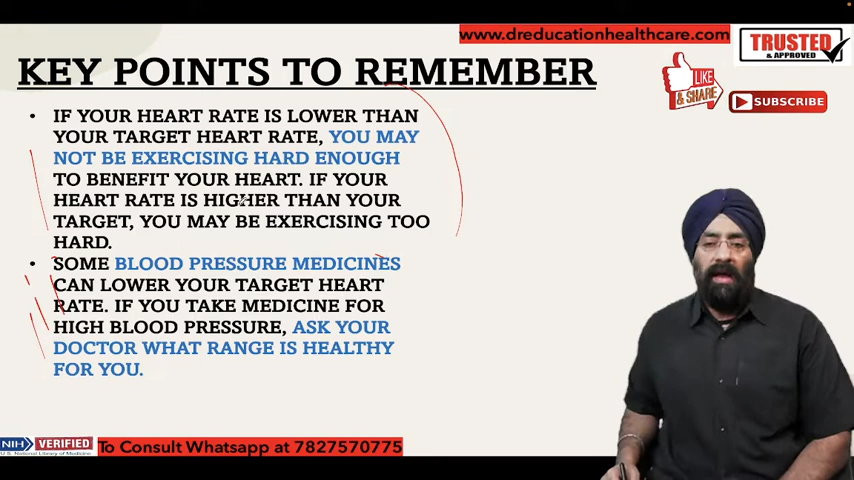 www.dreducationhealthcare.com
TRUSTED
& APPROVED
LIKE
& SHARE
SUBSCRIBE
KEY POINTS TO REMEMBER
• IF YOUR HEART RATE IS LOWER THAN
YOUR TARGET HEART RATE, YOU MAY
NOT BE EXERCISING HARD ENOUGH
TO BENEFIT YOUR HEART. IF YOUR
HEART RATE IS HIGHER THAN YOUR
TARGET, YOU MAY BE EXERCISING TOO
HARD.
• SOME BLOOD PRESSURE MEDICINES
CAN LOWER YOUR TARGET HEART
RATE. IF YOU TAKE MEDICINE FOR
HIGH BLOOD PRESSURE, ASK YOUR
DOCTOR WHAT RANGE IS HEALTHY
FOR YOU.
NIH VERIFIED
U.S. National Library of Medicine
To Consult Whatsapp at 7827570775